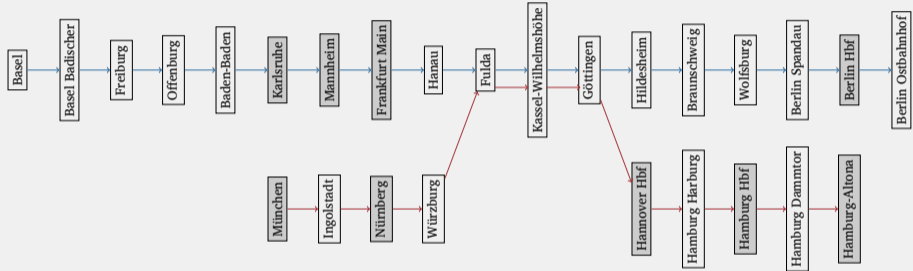 Basel
Basel Badischer
Freiburg
Offenburg
Baden-Baden
Karlsruhe
Mannheim
Frankfurt Main
Hanau
Fulda
Kassel-Wilhelmshöhe
Göttingen
Hildesheim
Braunschweig
Wolfsburg
Berlin Spandau
Berlin Hbf
Berlin Ostbahnhof
München
Ingolstadt
Nürnberg
Würzburg
Hannover Hbf
Hamburg Harburg
Hamburg Hbf
Hamburg Dammtor
Hamburg-Altona